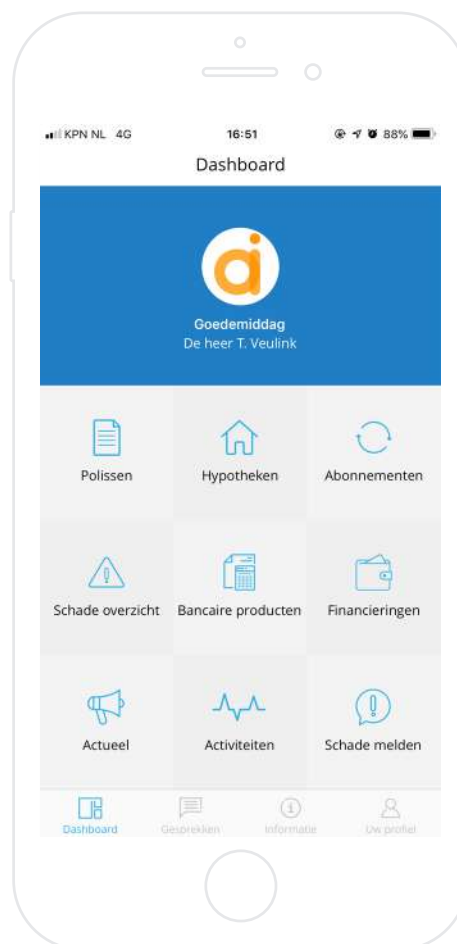 KPN NL 4G 16:51 88%
Dashboard
ai
Goedemiddag
De heer T. Veulink
Polissen Hypotheken Abonnementen
Schade overzicht Bancaire producten Financieringen
Actueel Activiteiten Schade melden
Dashboard Gesprekken Informatie Uw profiel